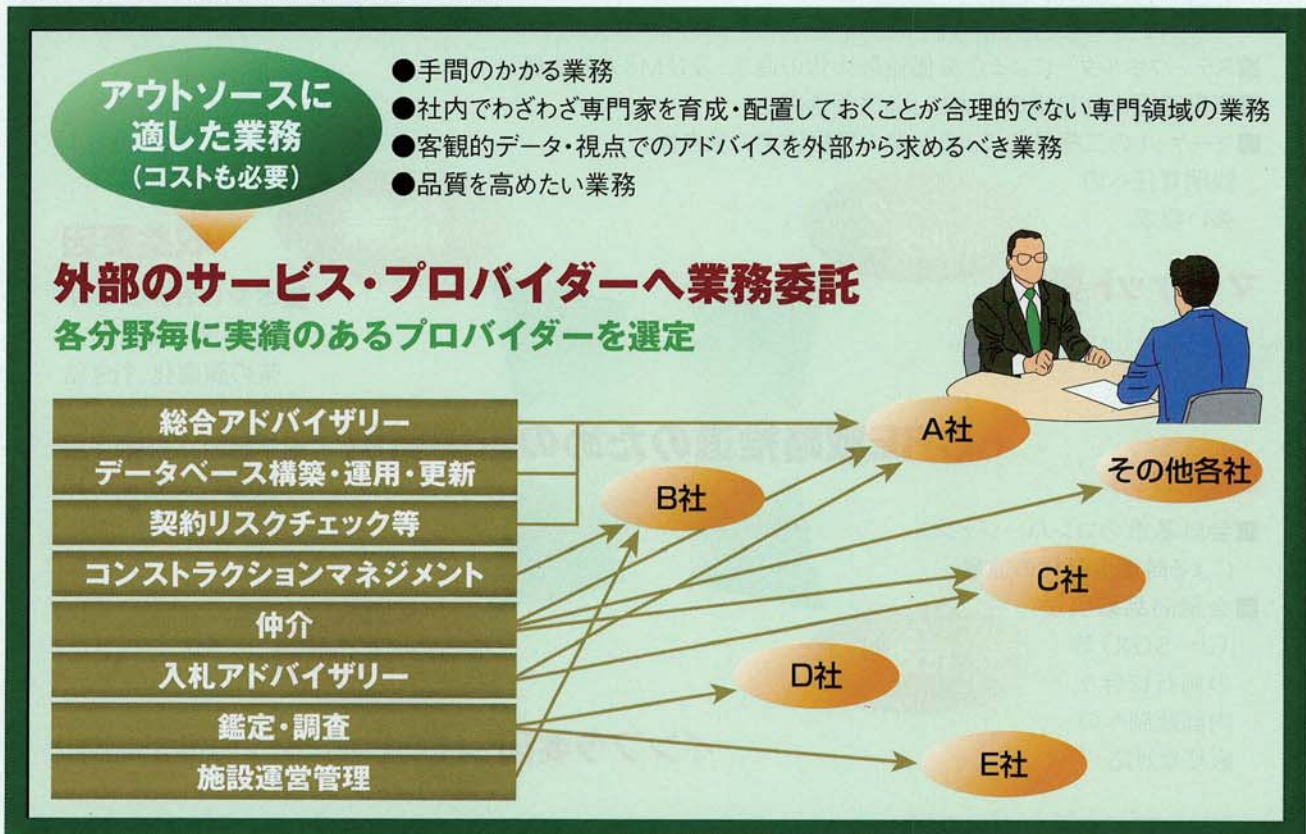 アウトソースに
適した業務
(コストも必要)
●手間のかかる業務
●社内でわざわざ専門家を育成・配置しておくことが合理的でない専門領域の業務
●客観的データ・視点でのアドバイスを外部から求めるべき業務
●品質を高めたい業務
外部のサービス・プロバイダーへ業務委託
各分野毎に実績のあるプロバイダーを選定
総合アドバイザリー
データベース構築・運用・更新
契約リスクチェック等
コンストラクションマネジメント
仲介
入札アドバイザリー
鑑定・調査
施設運営管理
A社
B社
その他各社
C社
D社
E社